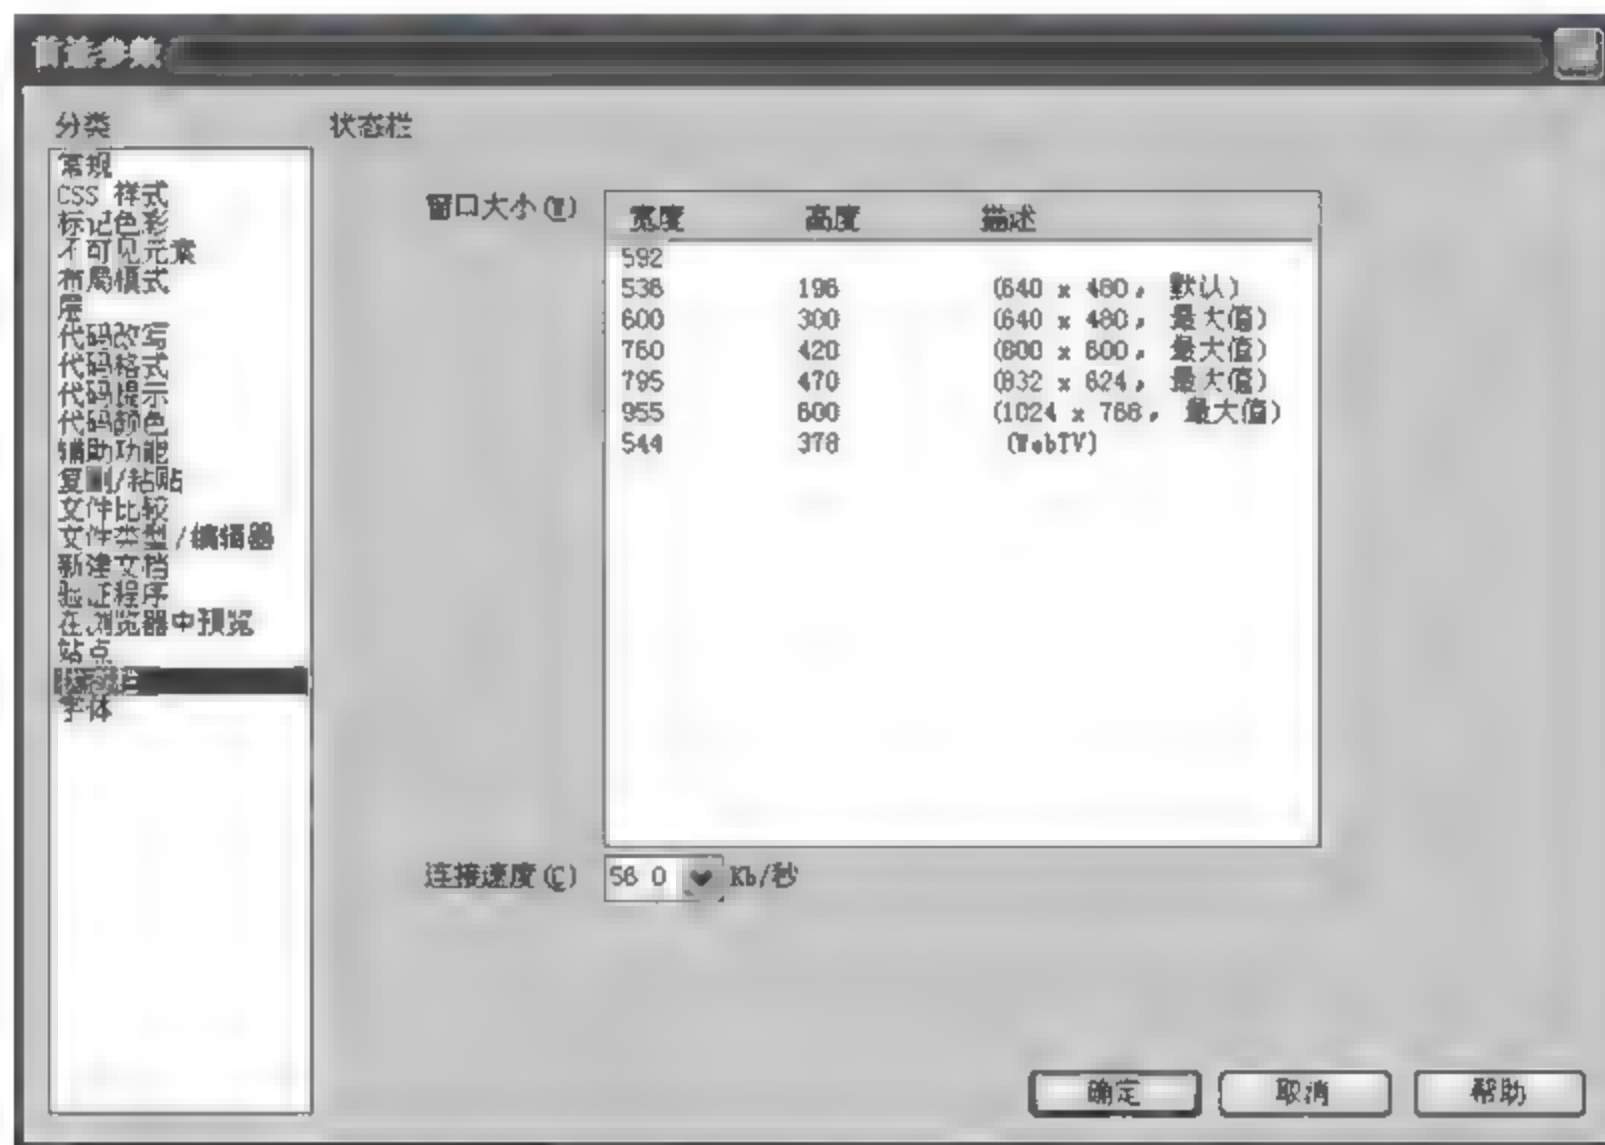 首选参数
分类
常规
CSS 样式
标记色彩
不可见元素
布局模式
层
代码改写
代码格式
代码提示
代码颜色
辅助功能
复制/粘贴
文件比较
文件类型/编辑器
新建文档
验证程序
在浏览器中预览
站点
状态栏
字体
状态栏
窗口大小(W)
宽度 高度 描述
592
536 196 (640 x 480, 默认)
600 300 (640 x 480, 最大值)
760 420 (800 x 600, 最大值)
795 470 (832 x 624, 最大值)
955 600 (1024 x 768, 最大值)
544 378 (WebTV)
连接速度(C) 56 0 Kb/秒
确定 取消 帮助